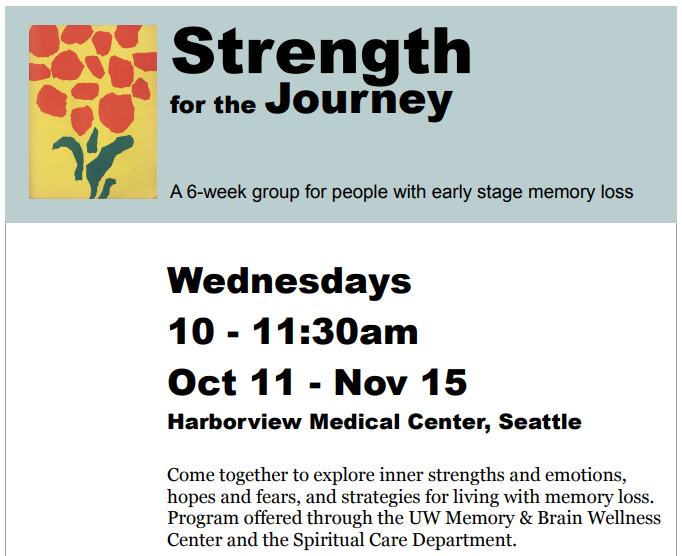 Strength
for the Journey
A 6-week group for people with early stage memory loss
Wednesdays
10 - 11:30am
Oct 11 - Nov 15
Harborview Medical Center, Seattle
Come together to explore inner strengths and emotions,
hopes and fears, and strategies for living with memory loss.
Program offered through the UW Memory & Brain Wellness
Center and the Spiritual Care Department.